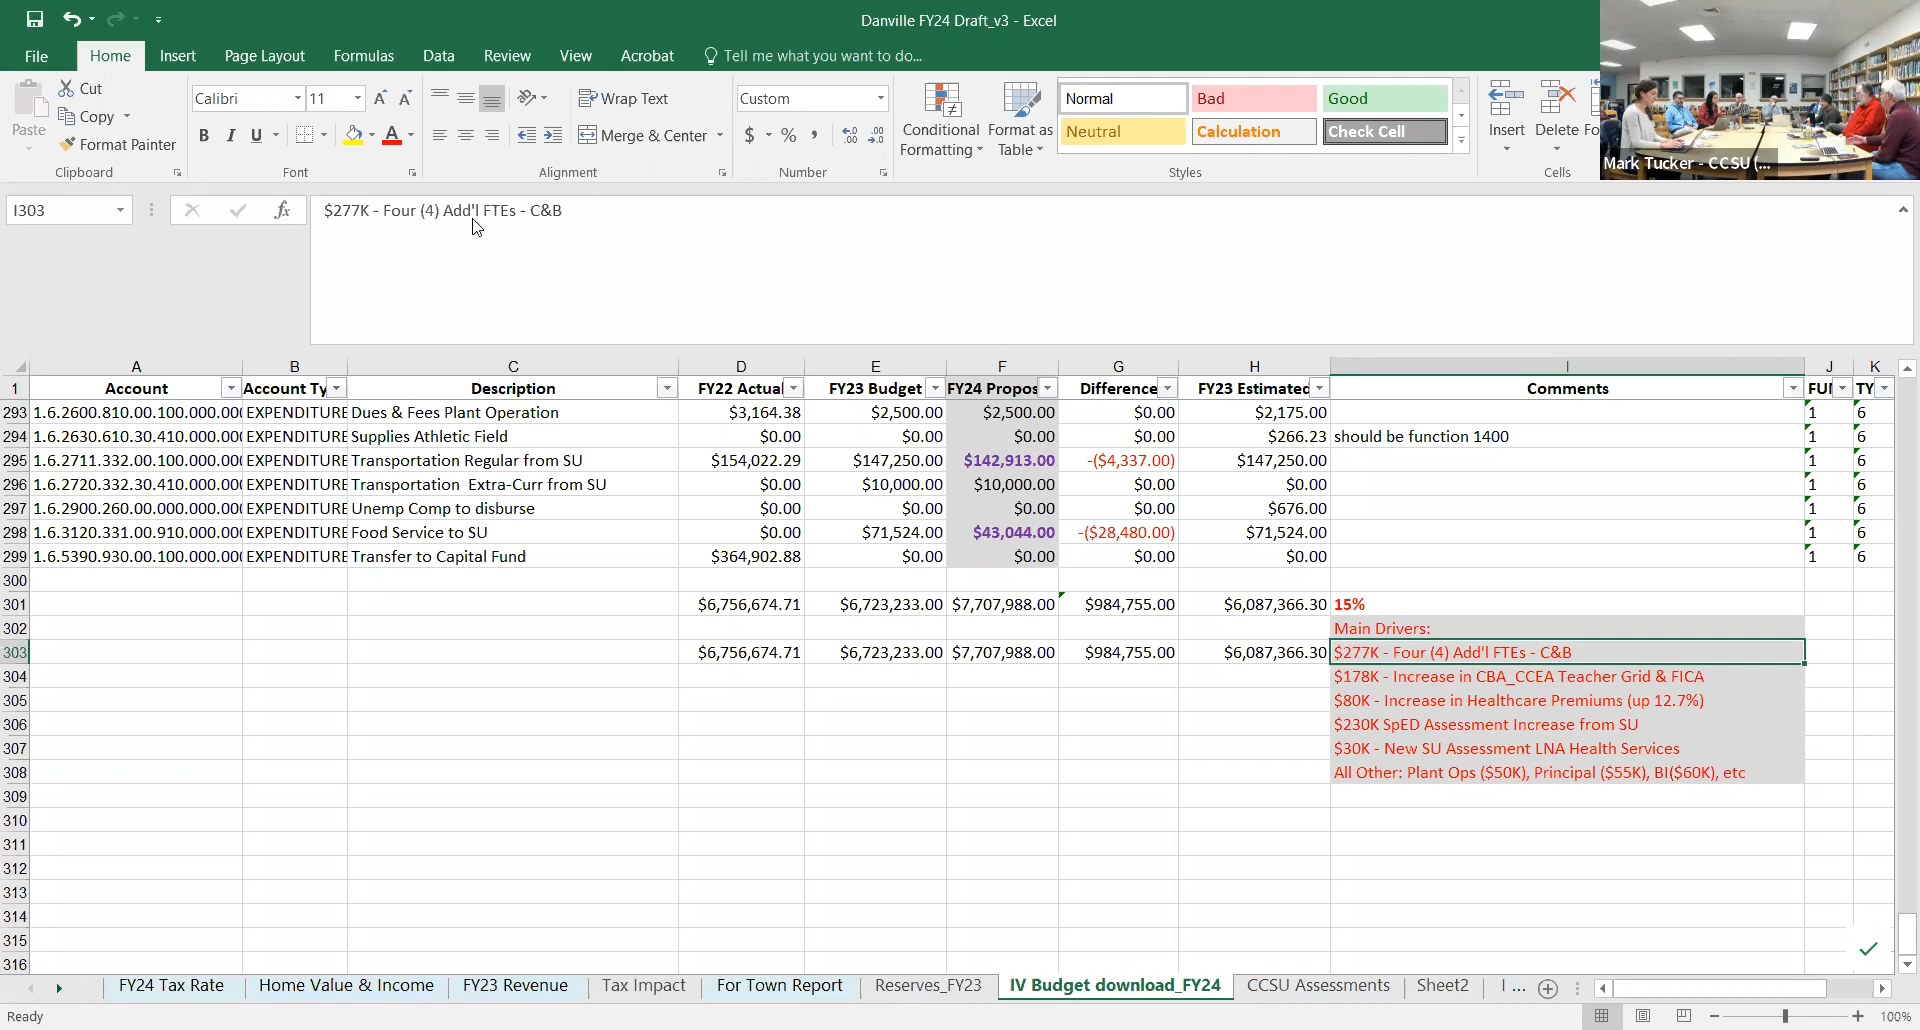 Danville FY24 Draft_v3 - Excel
File Home Insert Page Layout Formulas Data Review View Acrobat Tell me what you want to do...
Paste Cut Copy Format Painter Clipboard
Calibri 11 B I U A A A Font
Wrap Text Merge & Center Alignment
Custom $ % , Number
Conditional Formatting Format as Table
Normal Bad Good
Neutral Calculation Check Cell
Styles
Insert Delete Fo
Cells
Mark Tucker - CCSU (...
I303 fx $277K - Four (4) Add'l FTEs - C&B
A B C D E F G H I J K
1 Account Account Ty Description FY22 Actual FY23 Budget FY24 Propos Difference FY23 Estimated Comments FUI TY
293 1.6.2600.810.00.100.000.00( EXPENDITURE Dues & Fees Plant Operation $3,164.38 $2,500.00 $2,500.00 $0.00 $2,175.00 1 6
294 1.6.2630.610.30.410.000.00( EXPENDITURE Supplies Athletic Field $0.00 $0.00 $0.00 $0.00 $266.23 should be function 1400 1 6
295 1.6.2711.332.00.100.000.00( EXPENDITURE Transportation Regular from SU $154,022.29 $147,250.00 $142,913.00 -($4,337.00) $147,250.00 1 6
296 1.6.2720.332.30.410.000.00( EXPENDITURE Transportation  Extra-Curr from SU $0.00 $10,000.00 $10,000.00 $0.00 $0.00 1 6
297 1.6.2900.260.00.000.000.00( EXPENDITURE Unemp Comp to disburse $0.00 $0.00 $0.00 $0.00 $676.00 1 6
298 1.6.3120.331.00.910.000.00( EXPENDITURE Food Service to SU $0.00 $71,524.00 $43,044.00 -($28,480.00) $71,524.00 1 6
299 1.6.5390.930.00.100.000.00( EXPENDITURE Transfer to Capital Fund $364,902.88 $0.00 $0.00 $0.00 $0.00 1 6
300
301 $6,756,674.71 $6,723,233.00 $7,707,988.00 $984,755.00 $6,087,366.30 15%
302 Main Drivers:
303 $6,756,674.71 $6,723,233.00 $7,707,988.00 $984,755.00 $6,087,366.30 $277K - Four (4) Add'l FTEs - C&B
304 $178K - Increase in CBA_CCEA Teacher Grid & FICA
305 $80K - Increase in Healthcare Premiums (up 12.7%)
306 $230K SpED Assessment Increase from SU
307 $30K - New SU Assessment LNA Health Services
308 All Other: Plant Ops ($50K), Principal ($55K), BI($60K), etc
309
310
311
312
313
314
315
316
FY24 Tax Rate Home Value & Income FY23 Revenue Tax Impact For Town Report Reserves_FY23 IV Budget download_FY24 CCSU Assessments Sheet2 I ...
Ready 100%